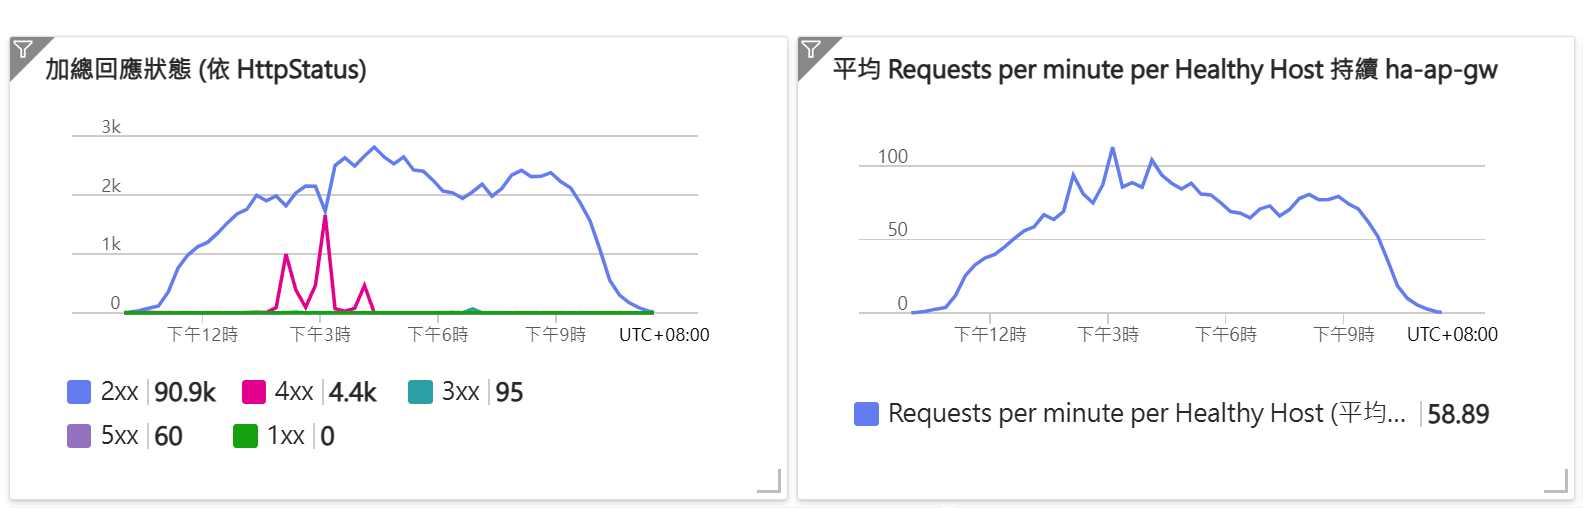 加總回應狀態 (依 HttpStatus)
3k
2k
1k
0
下午12時 下午3時 下午6時 下午9時 UTC+08:00
2xx 90.9k 4xx 4.4k 3xx 95
5xx 60 1xx 0
平均 Requests per minute per Healthy Host 持續 ha-ap-gw
100
50
0
下午12時 下午3時 下午6時 下午9時 UTC+08:00
Requests per minute per Healthy Host (平均... 58.89